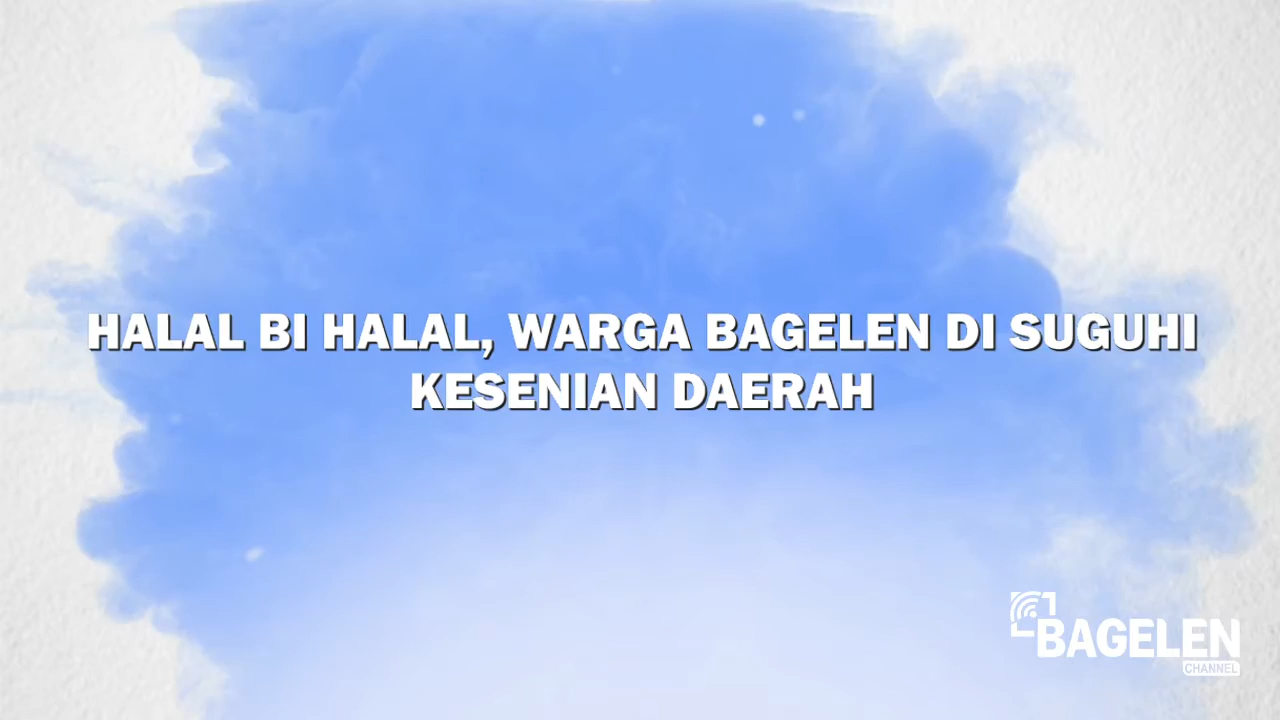 HALAL BI HALAL, WARGA BAGELEN DI SUGUHI
KESENIAN DAERAH
BAGELEN
CHANNEL